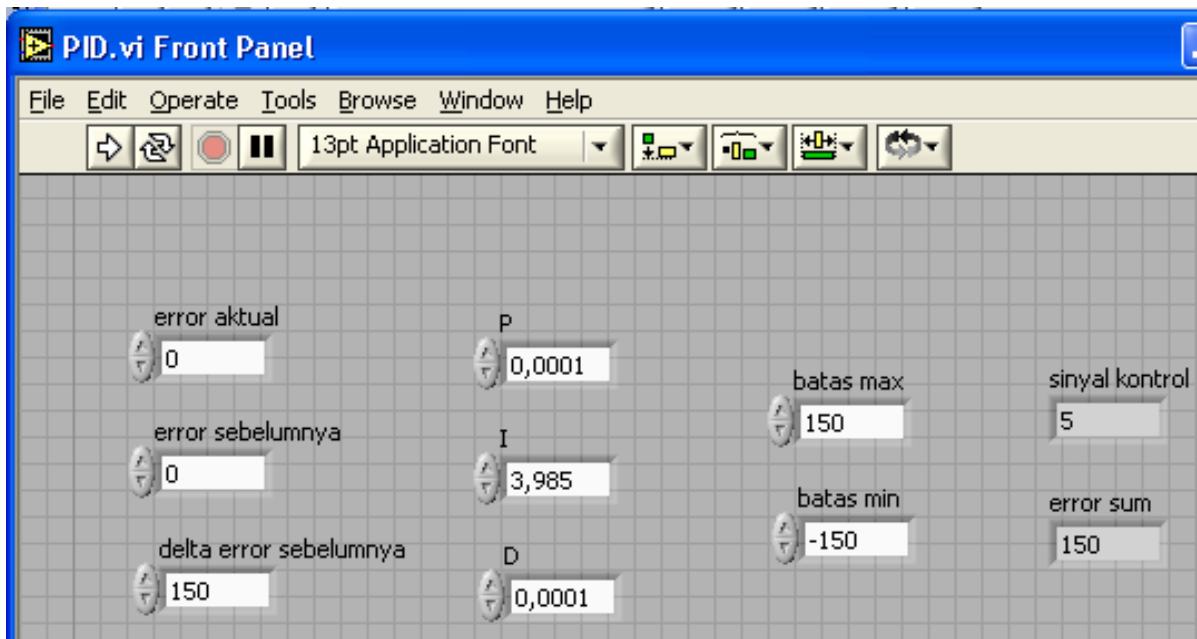 PID.vi Front Panel
File Edit Operate Tools Browse Window Help
13pt Application Font
error aktual
0
P
0,0001
batas max
150
sinyal kontrol
5
error sebelumnya
0
I
3,985
batas min
-150
error sum
150
delta error sebelumnya
150
D
0,0001